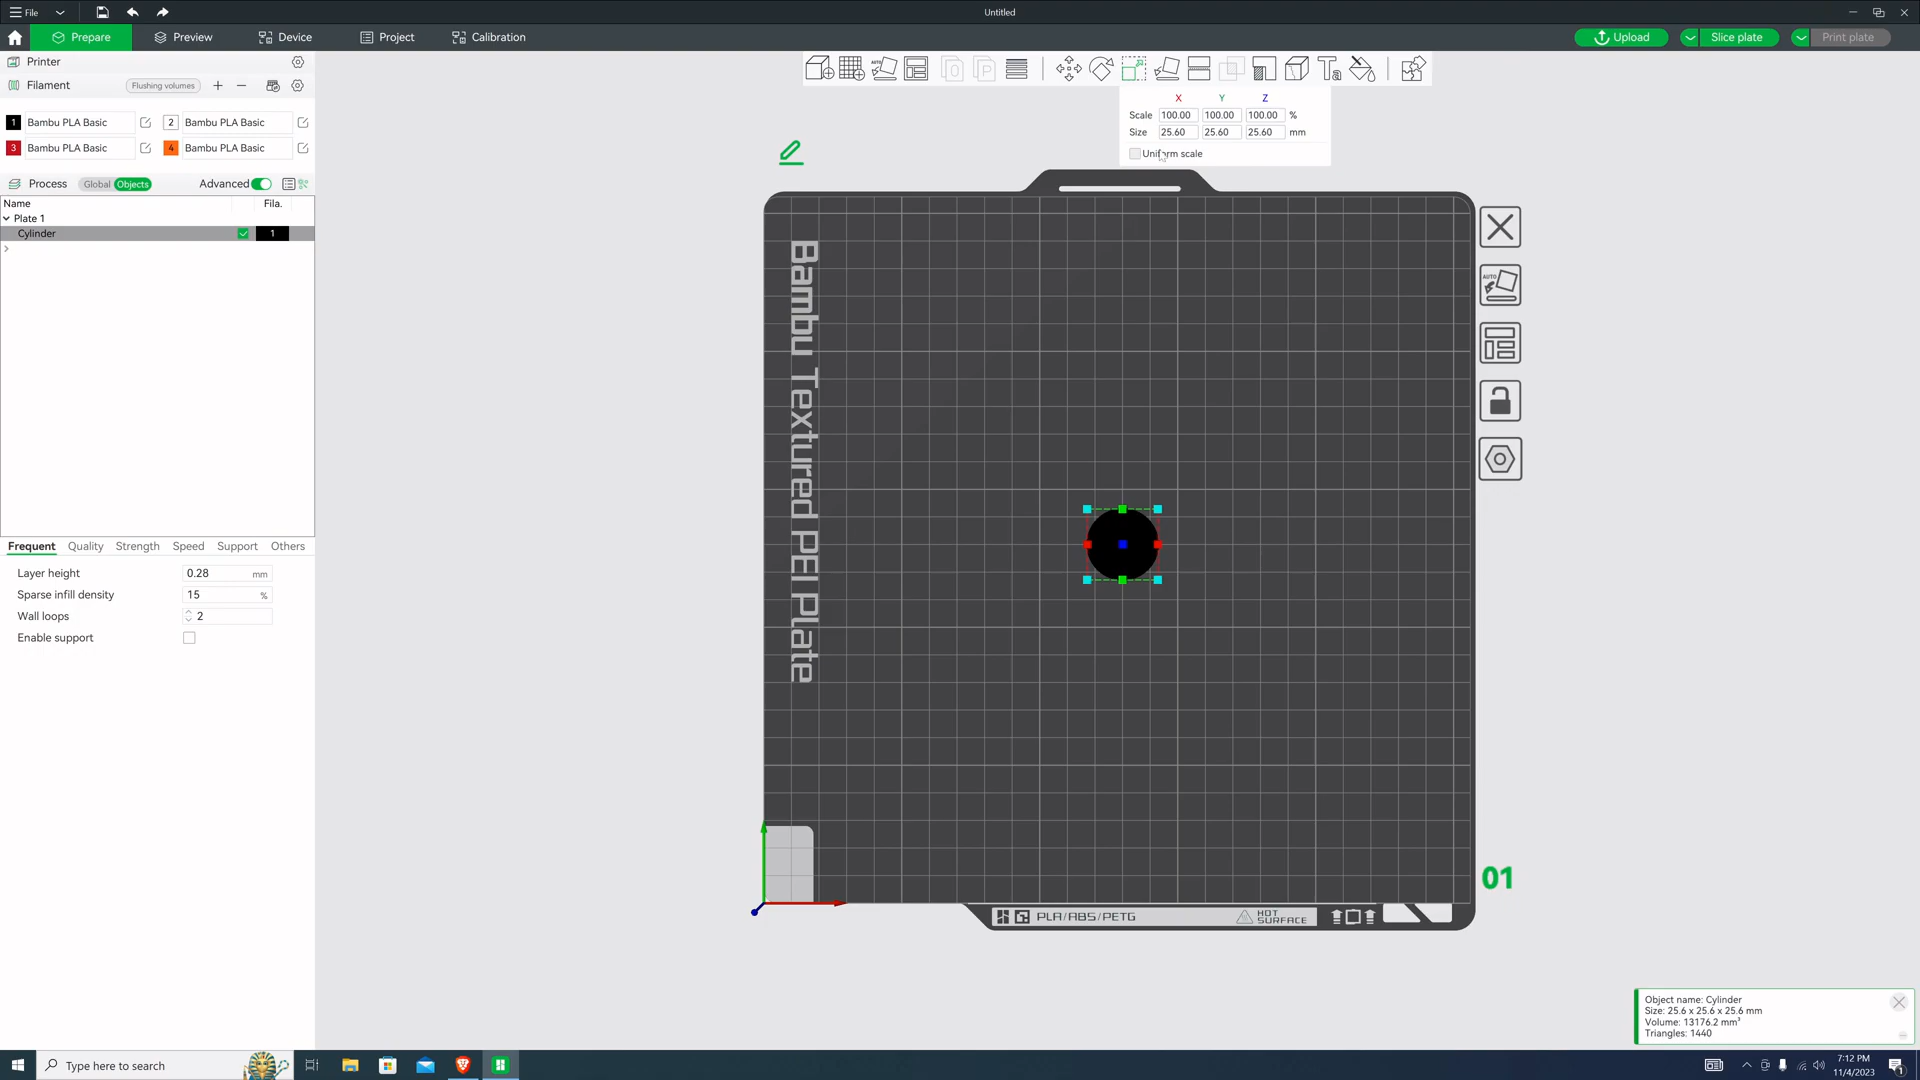 File
Untitled
Prepare
Preview
Device
Project
Calibration
Upload
Slice plate
Print plate
Printer
Filament
Flushing volumes
1 Bambu PLA Basic
2 Bambu PLA Basic
3 Bambu PLA Basic
4 Bambu PLA Basic
Process
Global Objects
Advanced
Name Fila.
Plate 1
Cylinder 1
Frequent Quality Strength Speed Support Others
Layer height 0.28 mm
Sparse infill density 15 %
Wall loops 2
Enable support
X Y Z
Scale 100.00 100.00 100.00 %
Size 25.60 25.60 25.60 mm
Uniform scale
Bambu Textured PEI Plate
AUTO
AUTO
01
PLA/ABS/PETG
HOT
SURFACE
Object name: Cylinder
Size: 25.6 x 25.6 x 25.6 mm
Volume: 13176.2 mm³
Triangles: 1440
Type here to search
7:12 PM
11/4/2023
1